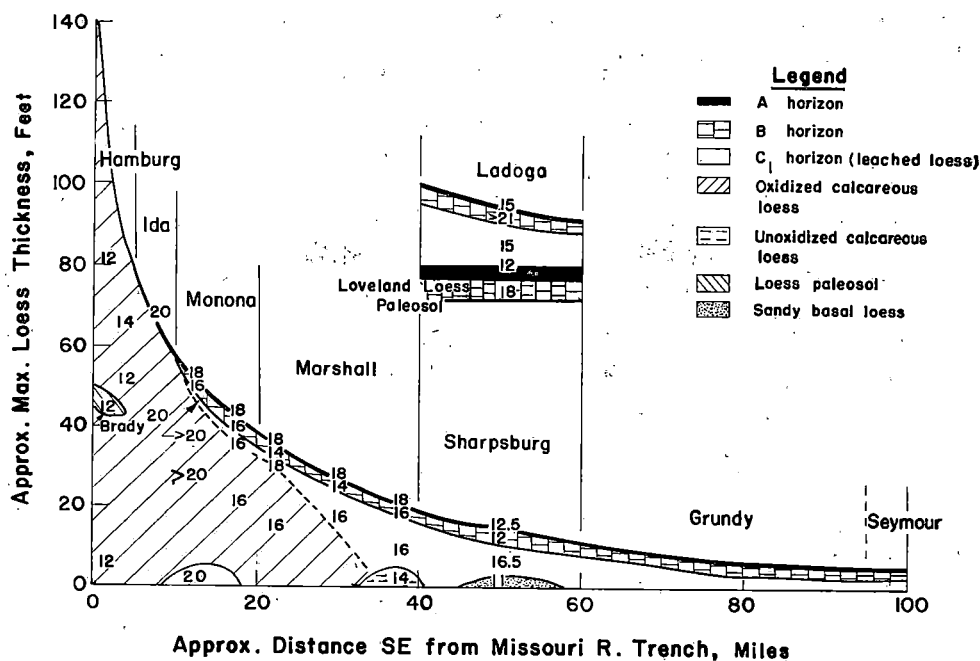 140
120
100
80
60
40
20
0
Approx. Max. Loess Thickness, Feet
Hamburg
Ida
Monona
Marshall
Ladoga
15
>21
15
12
Loveland Loess
Paleosol
18
Sharpsburg
Grundy
Seymour
Legend
A horizon
B horizon
C1 horizon (leached loess)
Oxidized calcareous
loess
Unoxidized calcareous
loess
Loess paleosol
Sandy basal loess
12
14
20
12
12
Brady
20
>20
>20
12
20
18
16
18
16
16
18
14
18
16
16
18
14
16
18
16
16
14
12.5
12
16.5
0
20
40
60
80
100
Approx. Distance SE from Missouri R. Trench, Miles